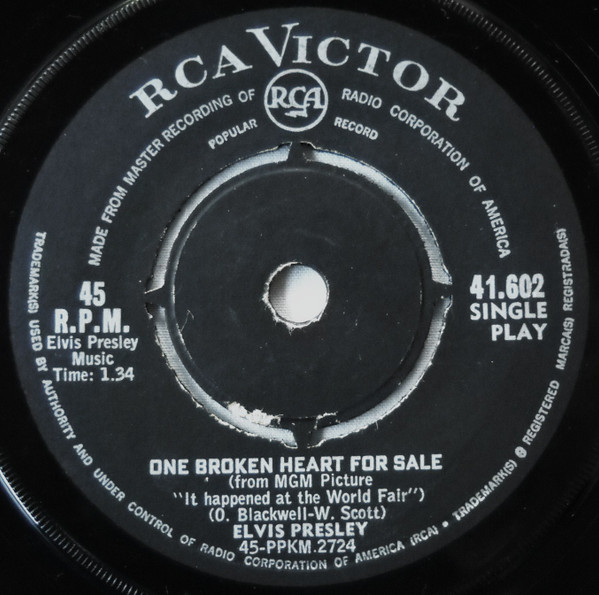 RCA VICTOR
RCA
MADE FROM MASTER RECORDING OF RADIO CORPORATION OF AMERICA
POPULAR RECORD
45
R.P.M.
Elvis Presley
Music
Time: 1.34
41.602
SINGLE
PLAY
ONE BROKEN HEART FOR SALE
(from MGM Picture
"It happened at the World Fair")
(O. Blackwell-W. Scott)
ELVIS PRESLEY
45-PPKM 2724
TRADEMARK(S) USED BY AUTHORITY AND UNDER CONTROL OF RADIO CORPORATION OF AMERICA (RCA) • TRADEMARK(S) ® REGISTERED MARCA(S) REGISTRADA(S)